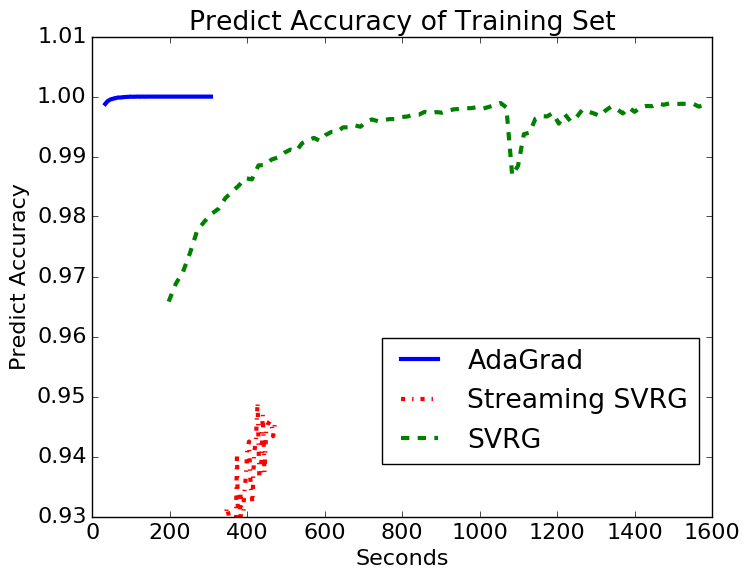 Predict Accuracy of Training Set
1.01
1.00
0.99
0.98
0.97
0.96
0.95
0.94
0.93
Predict Accuracy
AdaGrad
Streaming SVRG
SVRG
0 200 400 600 800 1000 1200 1400 1600
Seconds